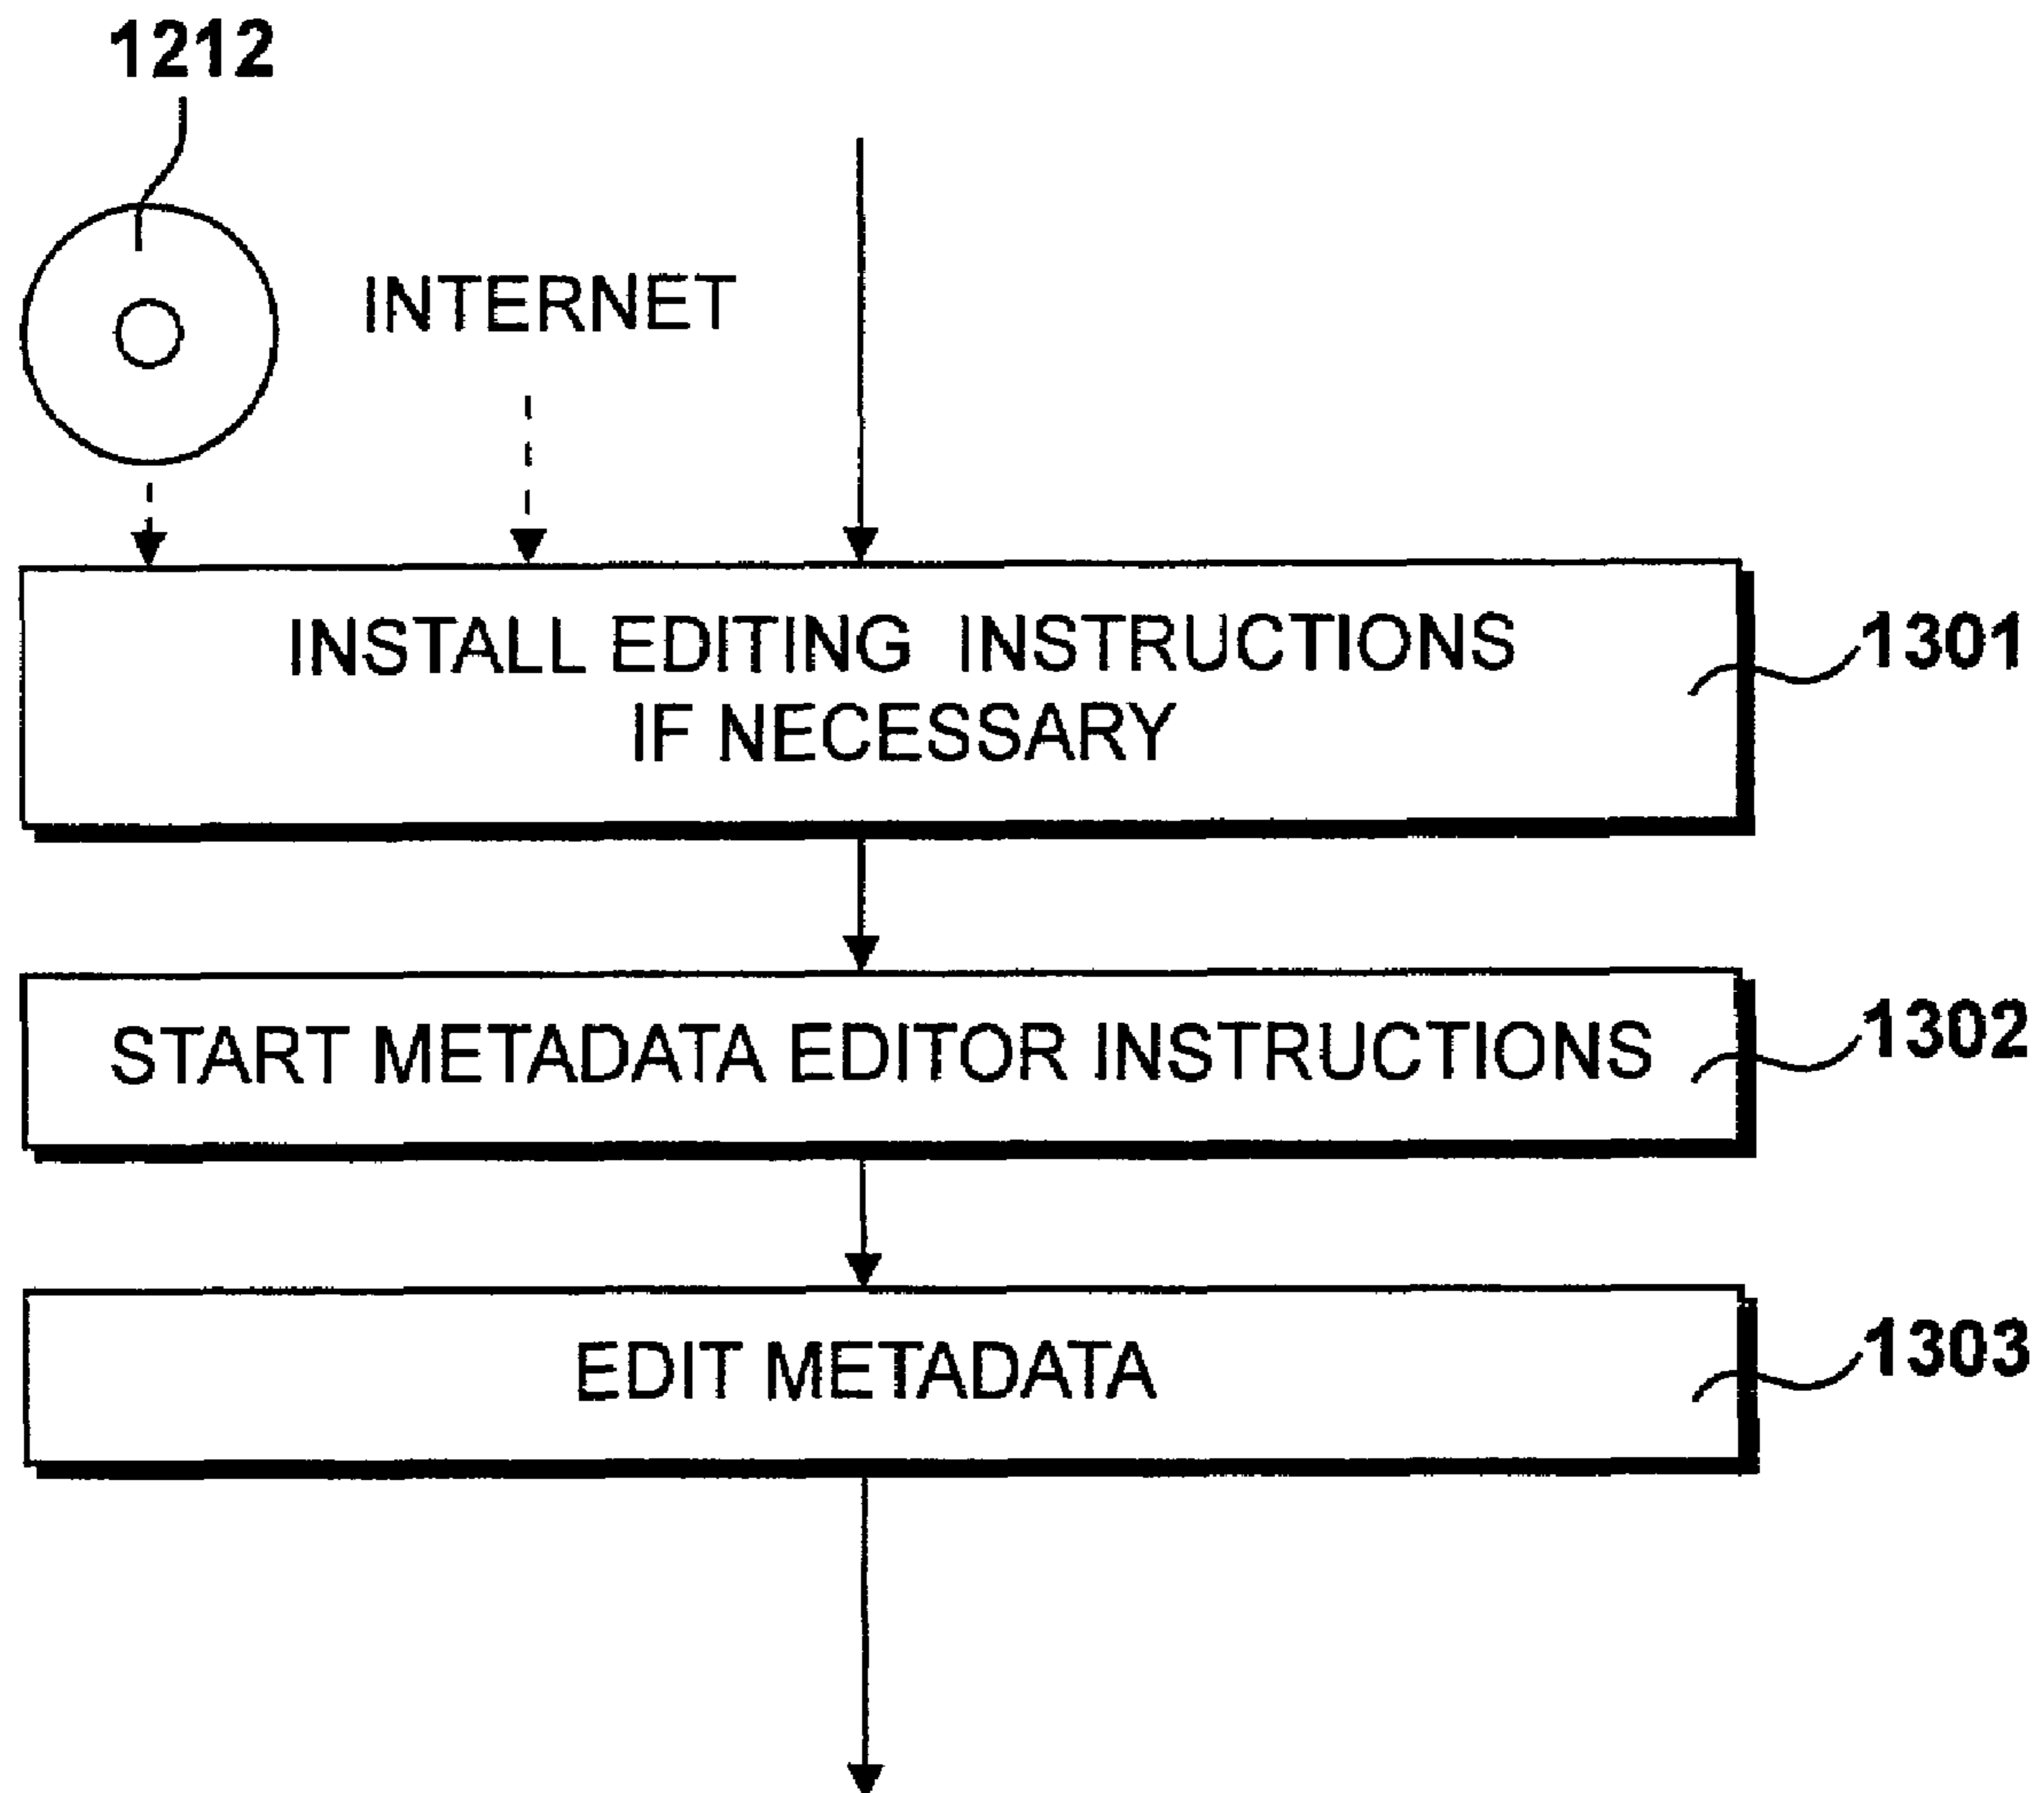 1212
INTERNET
INSTALL EDITING INSTRUCTIONS
IF NECESSARY
1301
START METADATA EDITOR INSTRUCTIONS
1302
EDIT METADATA
1303